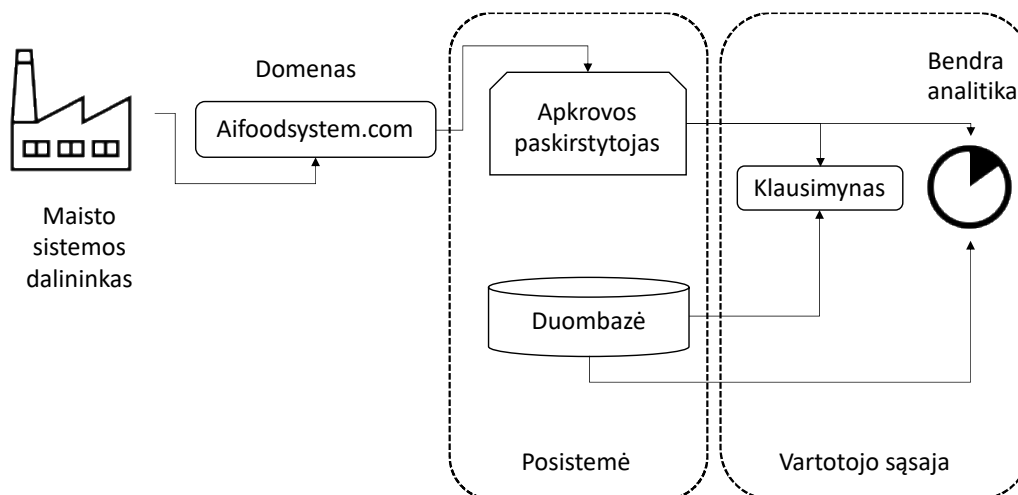 Maisto
sistemos
dalininkas
Domenas
Aifoodsystem.com
Apkrovos
paskirstytojas
Duombazė
Posistemė
Bendra
analitika
Klausimynas
Vartotojo sąsaja